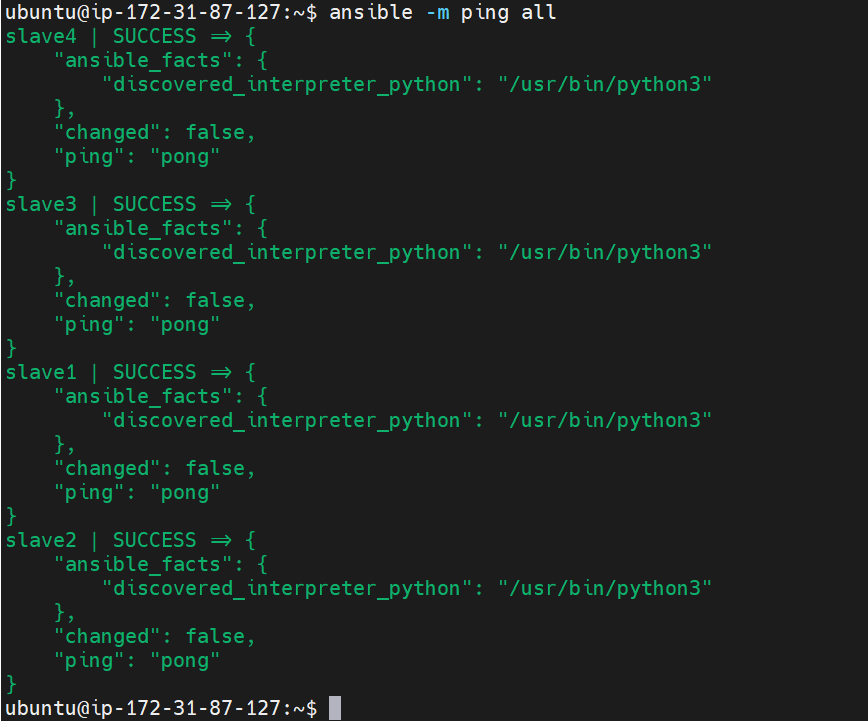 ubuntu@ip-172-31-87-127:~$ ansible -m ping all
slave4 | SUCCESS => {
    "ansible_facts": {
        "discovered_interpreter_python": "/usr/bin/python3"
    },
    "changed": false,
    "ping": "pong"
}
slave3 | SUCCESS => {
    "ansible_facts": {
        "discovered_interpreter_python": "/usr/bin/python3"
    },
    "changed": false,
    "ping": "pong"
}
slave1 | SUCCESS => {
    "ansible_facts": {
        "discovered_interpreter_python": "/usr/bin/python3"
    },
    "changed": false,
    "ping": "pong"
}
slave2 | SUCCESS => {
    "ansible_facts": {
        "discovered_interpreter_python": "/usr/bin/python3"
    },
    "changed": false,
    "ping": "pong"
}
ubuntu@ip-172-31-87-127:~$